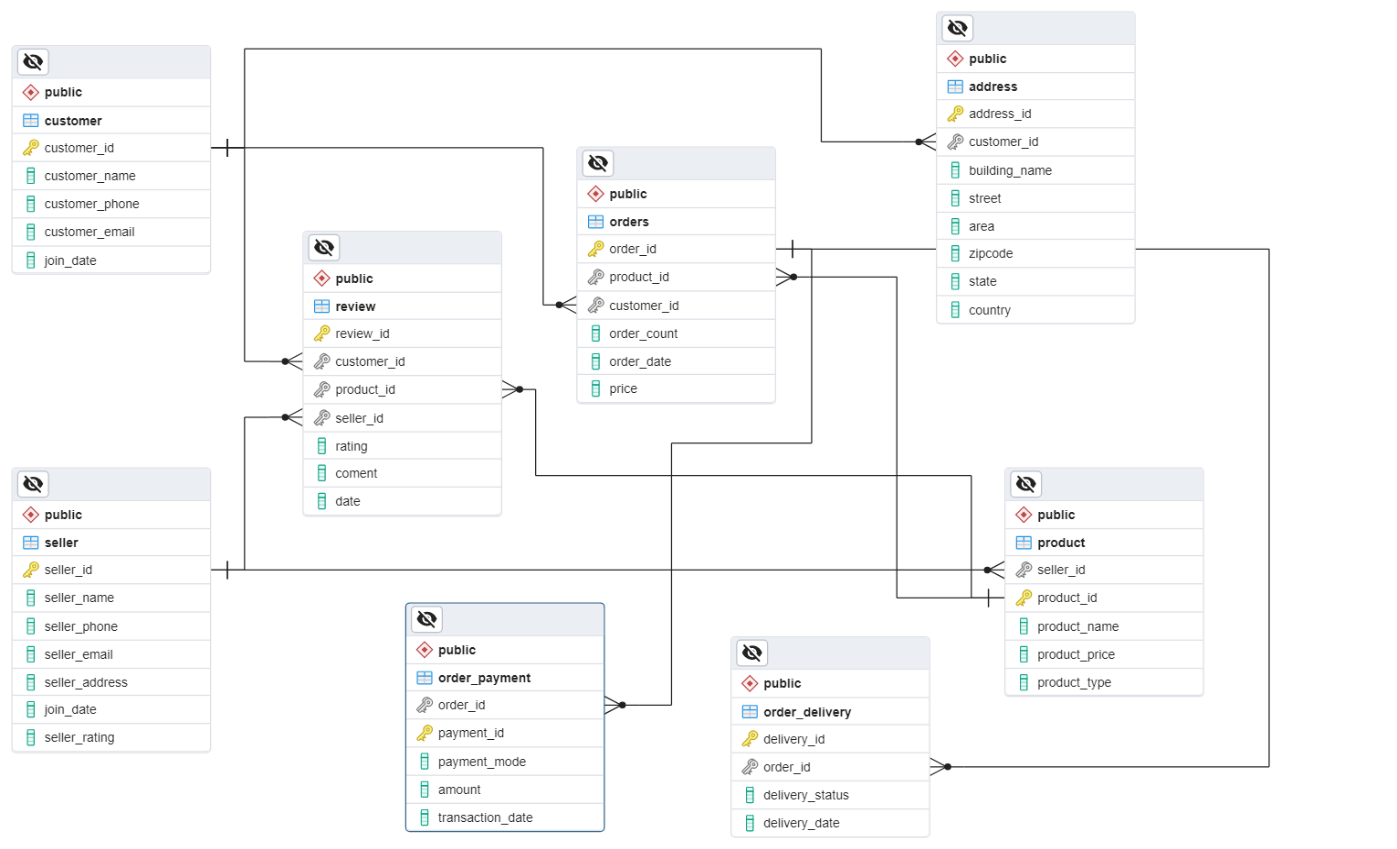 public
customer
customer_id
customer_name
customer_phone
customer_email
join_date
public
review
review_id
customer_id
product_id
seller_id
rating
coment
date
public
orders
order_id
product_id
customer_id
order_count
order_date
price
public
address
address_id
customer_id
building_name
street
area
zipcode
state
country
public
seller
seller_id
seller_name
seller_phone
seller_email
seller_address
join_date
seller_rating
public
order_payment
order_id
payment_id
payment_mode
amount
transaction_date
public
order_delivery
delivery_id
order_id
delivery_status
delivery_date
public
product
seller_id
product_id
product_name
product_price
product_type